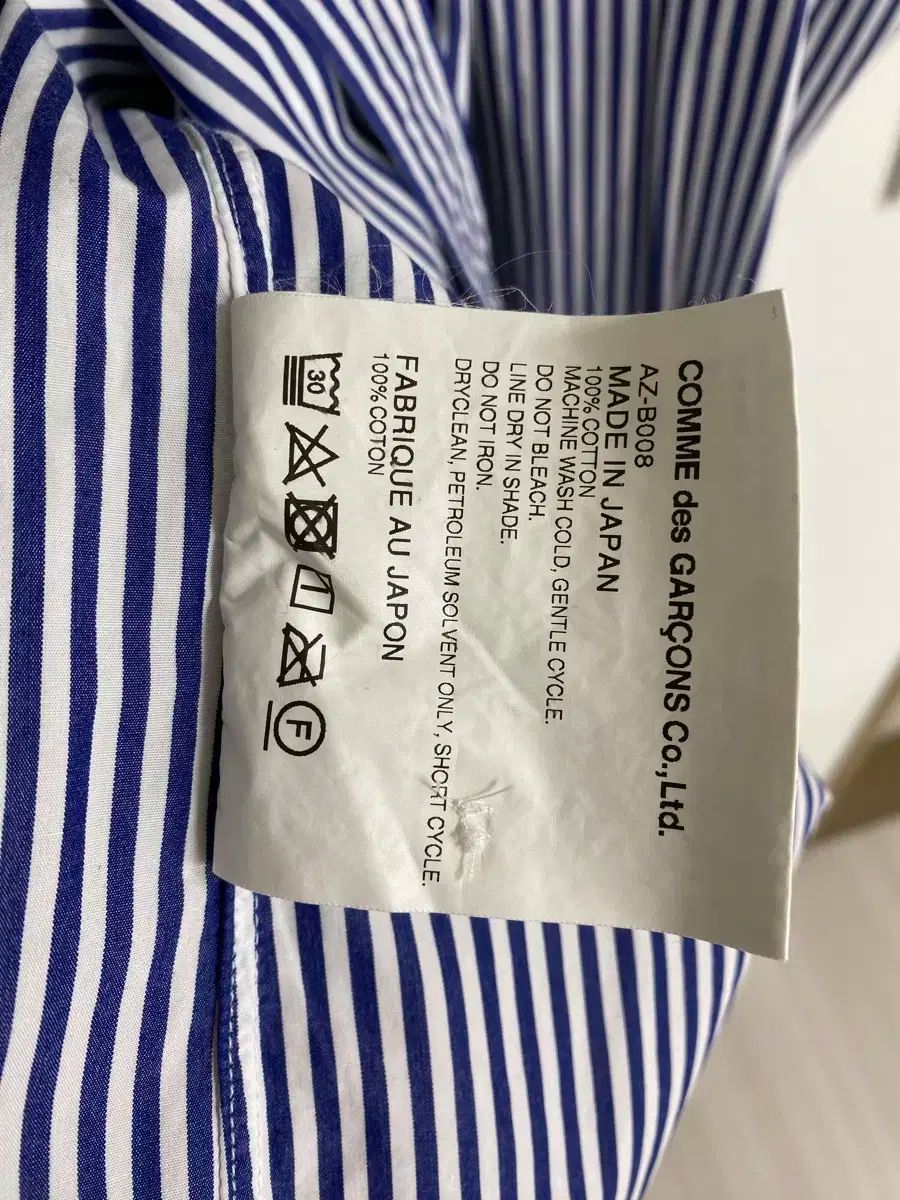 COMME des GARÇONS Co.,Ltd.
AZ-B008
MADE IN JAPAN
100% COTTON
MACHINE WASH COLD, GENTLE CYCLE.
DO NOT BLEACH.
LINE DRY IN SHADE.
DO NOT IRON.
DRYCLEAN, PETROLEUM SOLVENT ONLY, SHORT CYCLE.
FABRIQUE AU JAPON
100% COTON
30 F